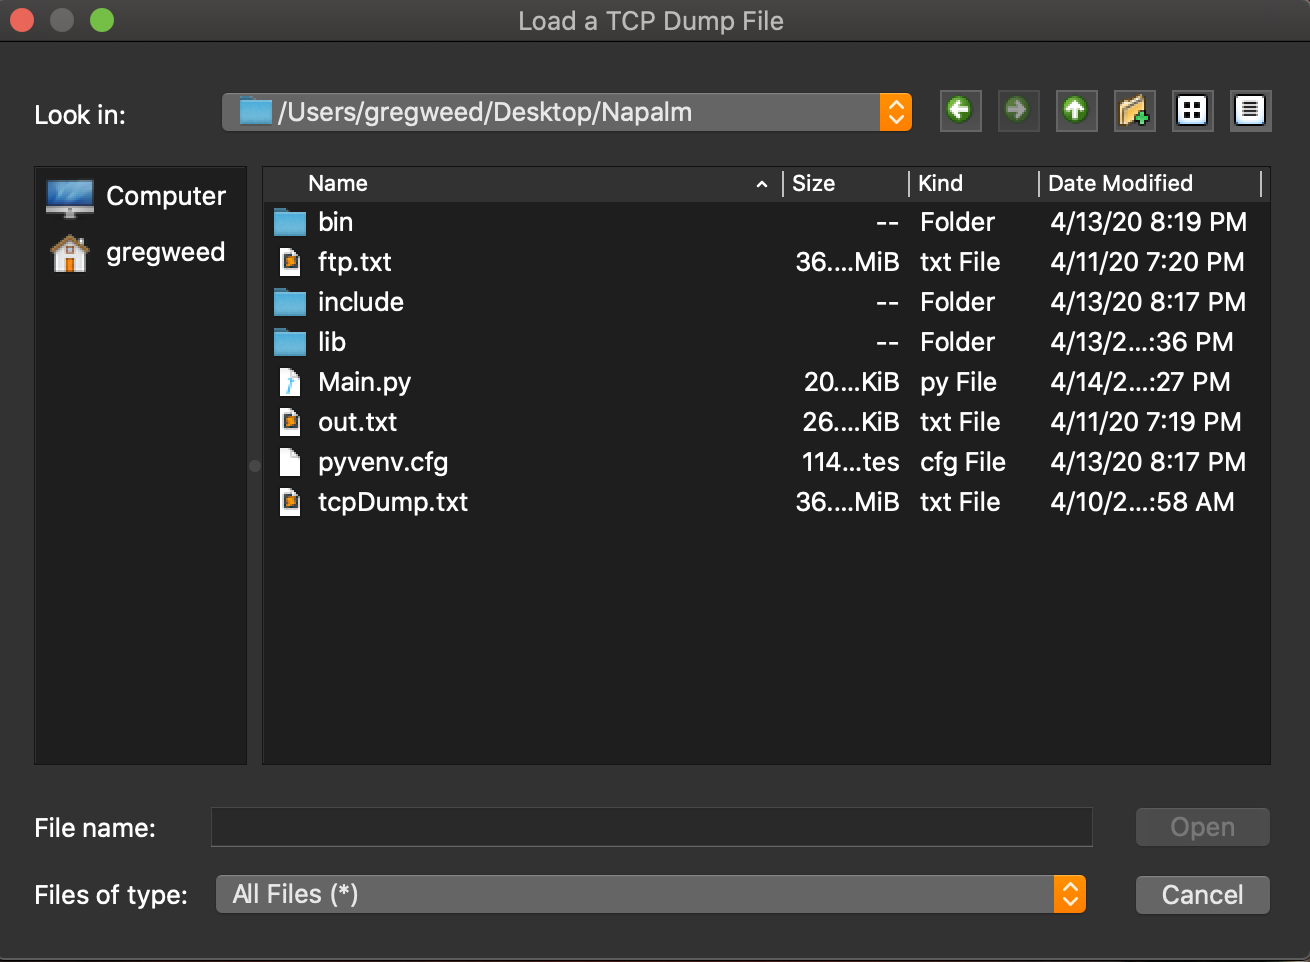 Load a TCP Dump File
Look in: /Users/gregweed/Desktop/Napalm
Computer
gregweed
Name Size Kind Date Modified
bin -- Folder 4/13/20 8:19 PM
ftp.txt 36....MiB txt File 4/11/20 7:20 PM
include -- Folder 4/13/20 8:17 PM
lib -- Folder 4/13/2...:36 PM
Main.py 20....KiB py File 4/14/2...:27 PM
out.txt 26....KiB txt File 4/11/20 7:19 PM
pyvenv.cfg 114...tes cfg File 4/13/20 8:17 PM
tcpDump.txt 36....MiB txt File 4/10/2...:58 AM
File name: Open
Files of type: All Files (*) Cancel